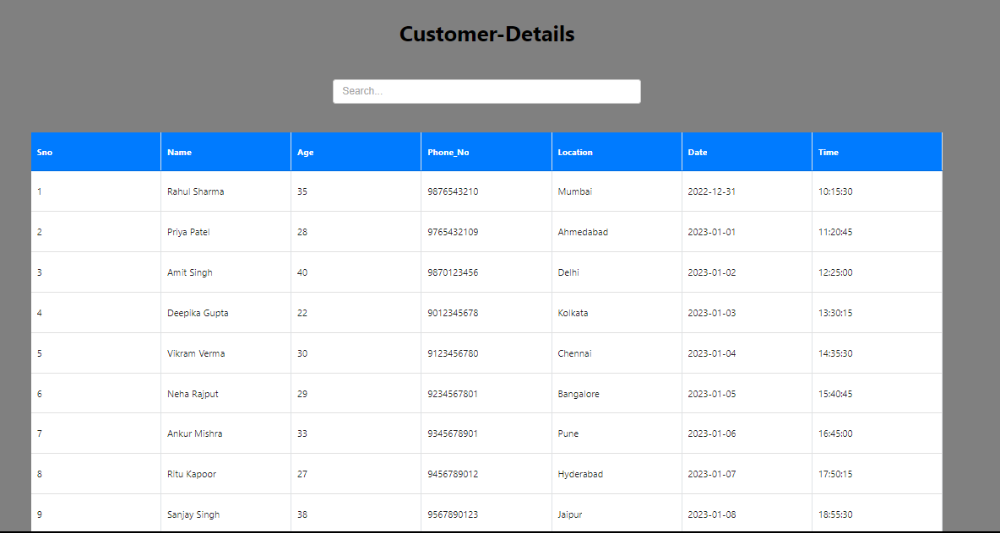 Customer-Details
Search...
Sno Name Age Phone_No Location Date Time
1 Rahul Sharma 35 9876543210 Mumbai 2022-12-31 10:15:30
2 Priya Patel 28 9765432109 Ahmedabad 2023-01-01 11:20:45
3 Amit Singh 40 9870123456 Delhi 2023-01-02 12:25:00
4 Deepika Gupta 22 9012345678 Kolkata 2023-01-03 13:30:15
5 Vikram Verma 30 9123456780 Chennai 2023-01-04 14:35:30
6 Neha Rajput 29 9234567801 Bangalore 2023-01-05 15:40:45
7 Ankur Mishra 33 9345678901 Pune 2023-01-06 16:45:00
8 Ritu Kapoor 27 9456789012 Hyderabad 2023-01-07 17:50:15
9 Sanjay Singh 38 9567890123 Jaipur 2023-01-08 18:55:30